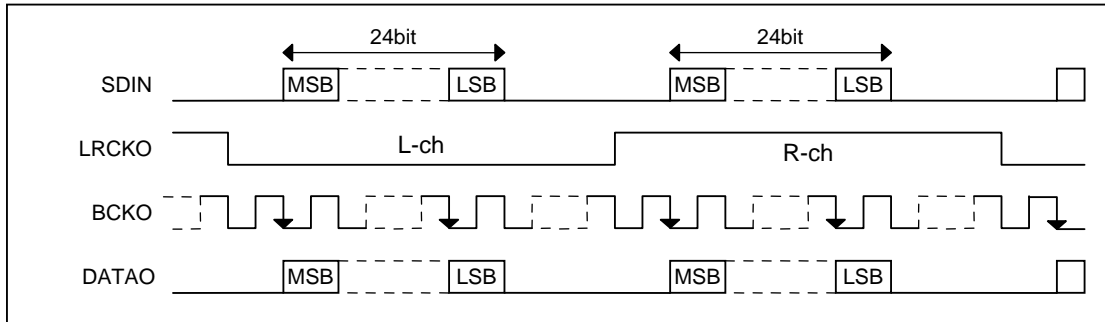 24bit 24bit
SDIN MSB LSB MSB LSB
LRCKO L-ch R-ch
BCKO
DATAO MSB LSB MSB LSB